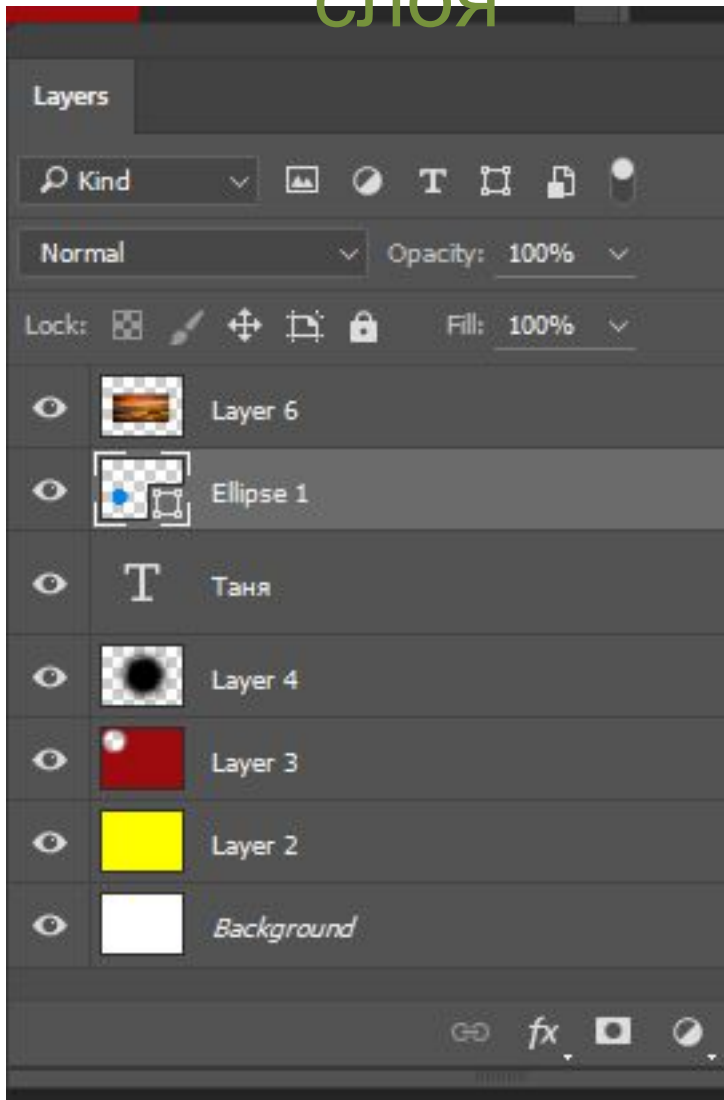 слоя
Layers
Kind
Normal Opacity: 100%
Lock: Fill: 100%
Layer 6
Ellipse 1
T Таня
Layer 4
Layer 3
Layer 2
Background
fx